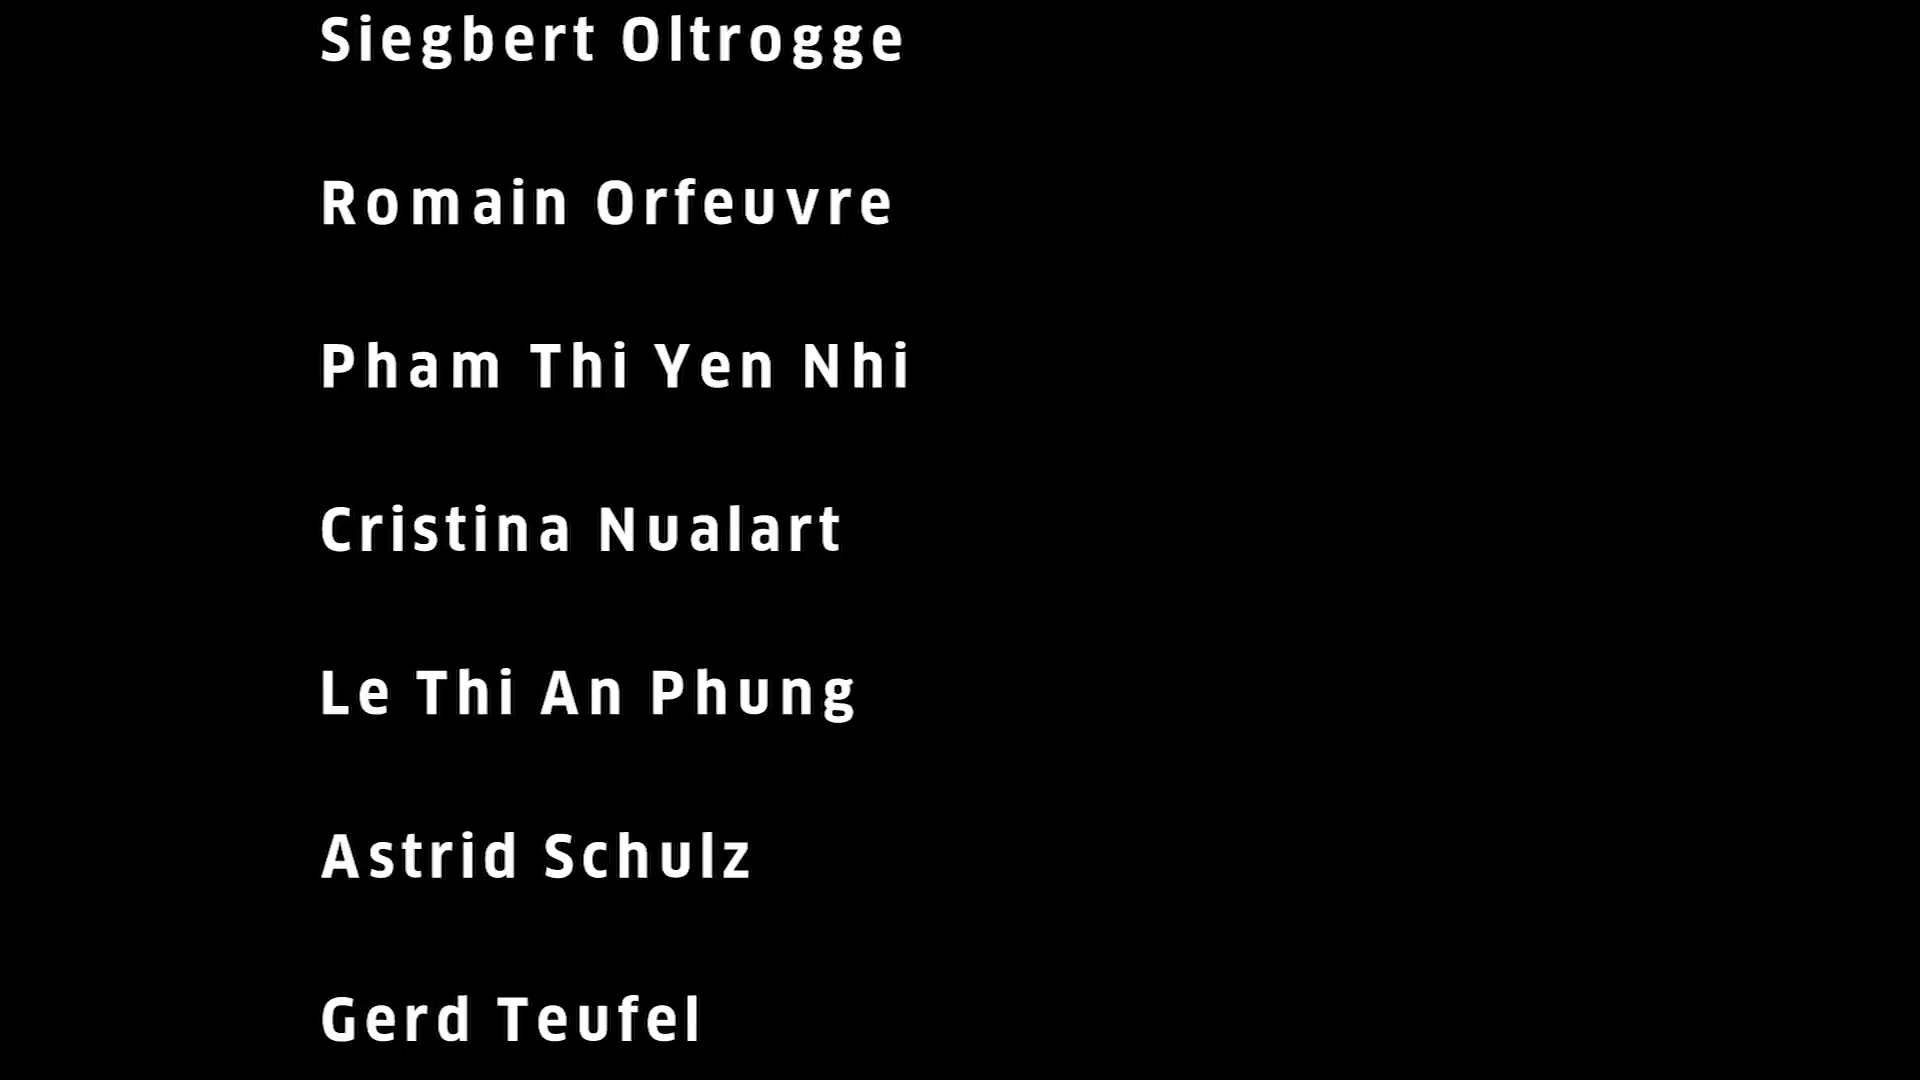 Siegbert Oltrogge
Romain Orfeuvre
Pham Thi Yen Nhi
Cristina Nualart
Le Thi An Phung
Astrid Schulz
Gerd Teufel